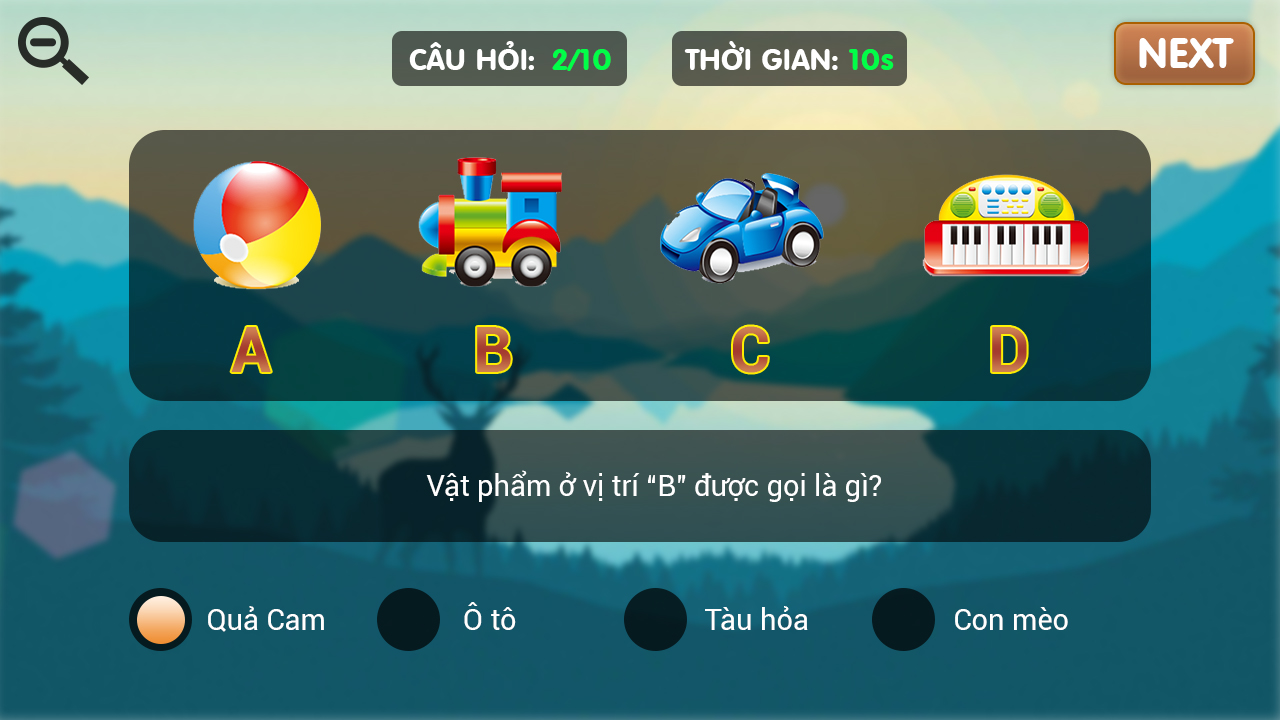 CÂU HỎI: 2/10
THỜI GIAN: 10s
NEXT
A B C D
Vật phẩm ở vị trí “B” được gọi là gì?
Quả Cam Ô tô Tàu hỏa Con mèo